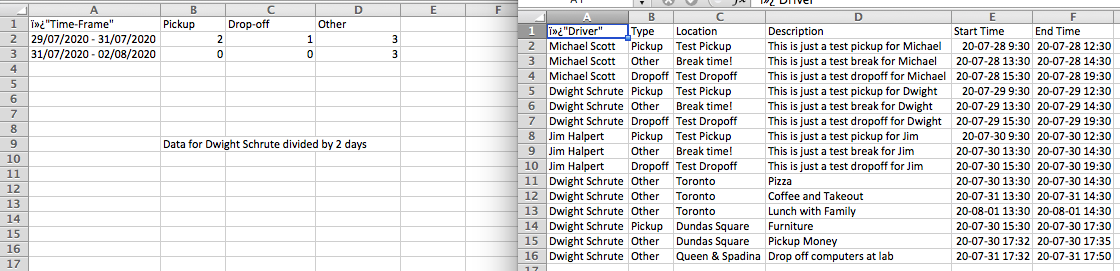 A B C D E F
1 ï»¿"Time-Frame" Pickup Drop-off Other
2 29/07/2020 - 31/07/2020 2 1 3
3 31/07/2020 - 02/08/2020 0 0 3
4
5
6
7
8
9 Data for Dwight Schrute divided by 2 days
10
11
12
13
14
15
16
17
ï»¿"Driver"
A B C D E F
1 ï»¿"Driver" Type Location Description Start Time End Time
2 Michael Scott Pickup Test Pickup This is just a test pickup for Michael 20-07-28 9:30 20-07-28 12:30
3 Michael Scott Other Break time! This is just a test break for Michael 20-07-28 13:30 20-07-28 14:30
4 Michael Scott Dropoff Test Dropoff This is just a test dropoff for Michael 20-07-28 15:30 20-07-28 19:30
5 Dwight Schrute Pickup Test Pickup This is just a test pickup for Dwight 20-07-29 9:30 20-07-29 12:30
6 Dwight Schrute Other Break time! This is just a test break for Dwight 20-07-29 13:30 20-07-29 14:30
7 Dwight Schrute Dropoff Test Dropoff This is just a test dropoff for Dwight 20-07-29 15:30 20-07-29 19:30
8 Jim Halpert Pickup Test Pickup This is just a test pickup for Jim 20-07-30 9:30 20-07-30 12:30
9 Jim Halpert Other Break time! This is just a test break for Jim 20-07-30 13:30 20-07-30 14:30
10 Jim Halpert Dropoff Test Dropoff This is just a test dropoff for Jim 20-07-30 15:30 20-07-30 19:30
11 Dwight Schrute Other Toronto Pizza 20-07-30 13:30 20-07-30 14:30
12 Dwight Schrute Other Toronto Coffee and Takeout 20-07-31 13:30 20-07-31 14:30
13 Dwight Schrute Other Toronto Lunch with Family 20-08-01 13:30 20-08-01 14:30
14 Dwight Schrute Pickup Dundas Square Furniture 20-07-30 15:30 20-07-30 17:30
15 Dwight Schrute Other Dundas Square Pickup Money 20-07-30 17:32 20-07-30 17:35
16 Dwight Schrute Other Queen & Spadina Drop off computers at lab 20-07-31 17:32 20-07-31 17:50
17